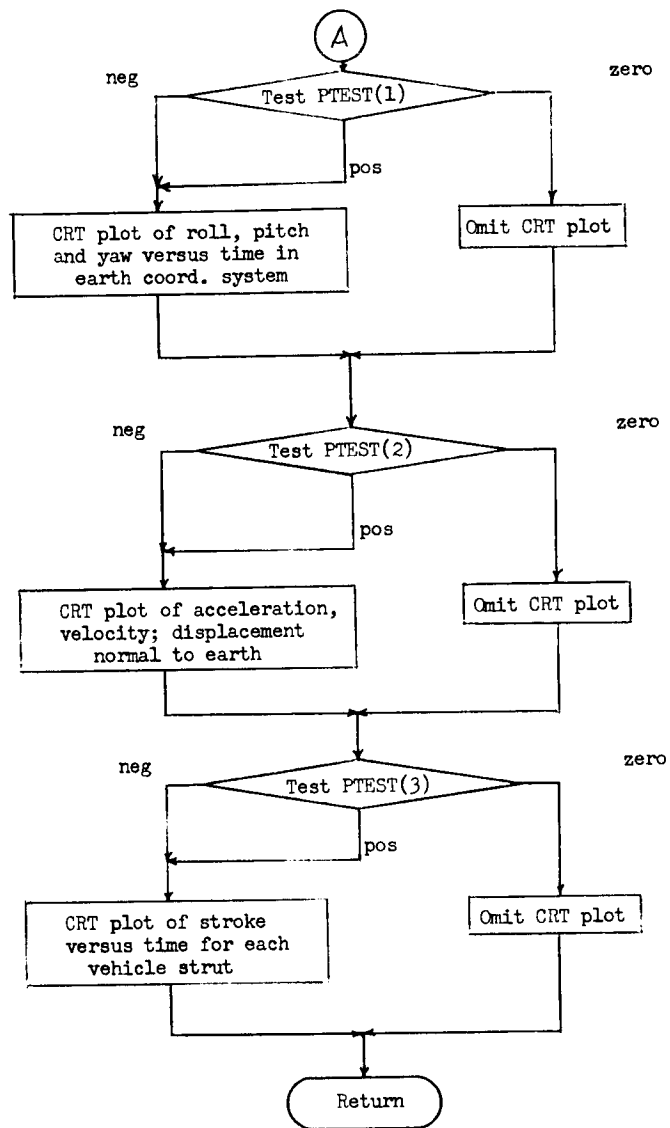 A
neg
zero
Test PTEST(1)
pos
CRT plot of roll, pitch
and yaw versus time in
earth coord. system
Omit CRT plot
neg
zero
Test PTEST(2)
pos
CRT plot of acceleration,
velocity; displacement
normal to earth
Omit CRT plot
neg
zero
Test PTEST(3)
pos
CRT plot of stroke
versus time for each
vehicle strut
Omit CRT plot
Return